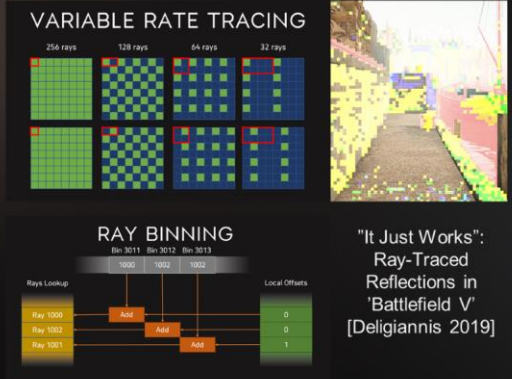 VARIABLE RATE TRACING
256 rays 128 rays 64 rays 32 rays
RAY BINNING
Bin 3011 Bin 3012 Bin 3013
1000 1002 1002
Rays Lookup
Local Offsets
Ray 1000 Add 0
Ray 1002 Add 0
Ray 1001 Add 1
"It Just Works":
Ray-Traced
Reflections in
'Battlefield V'
[Deligiannis 2019]